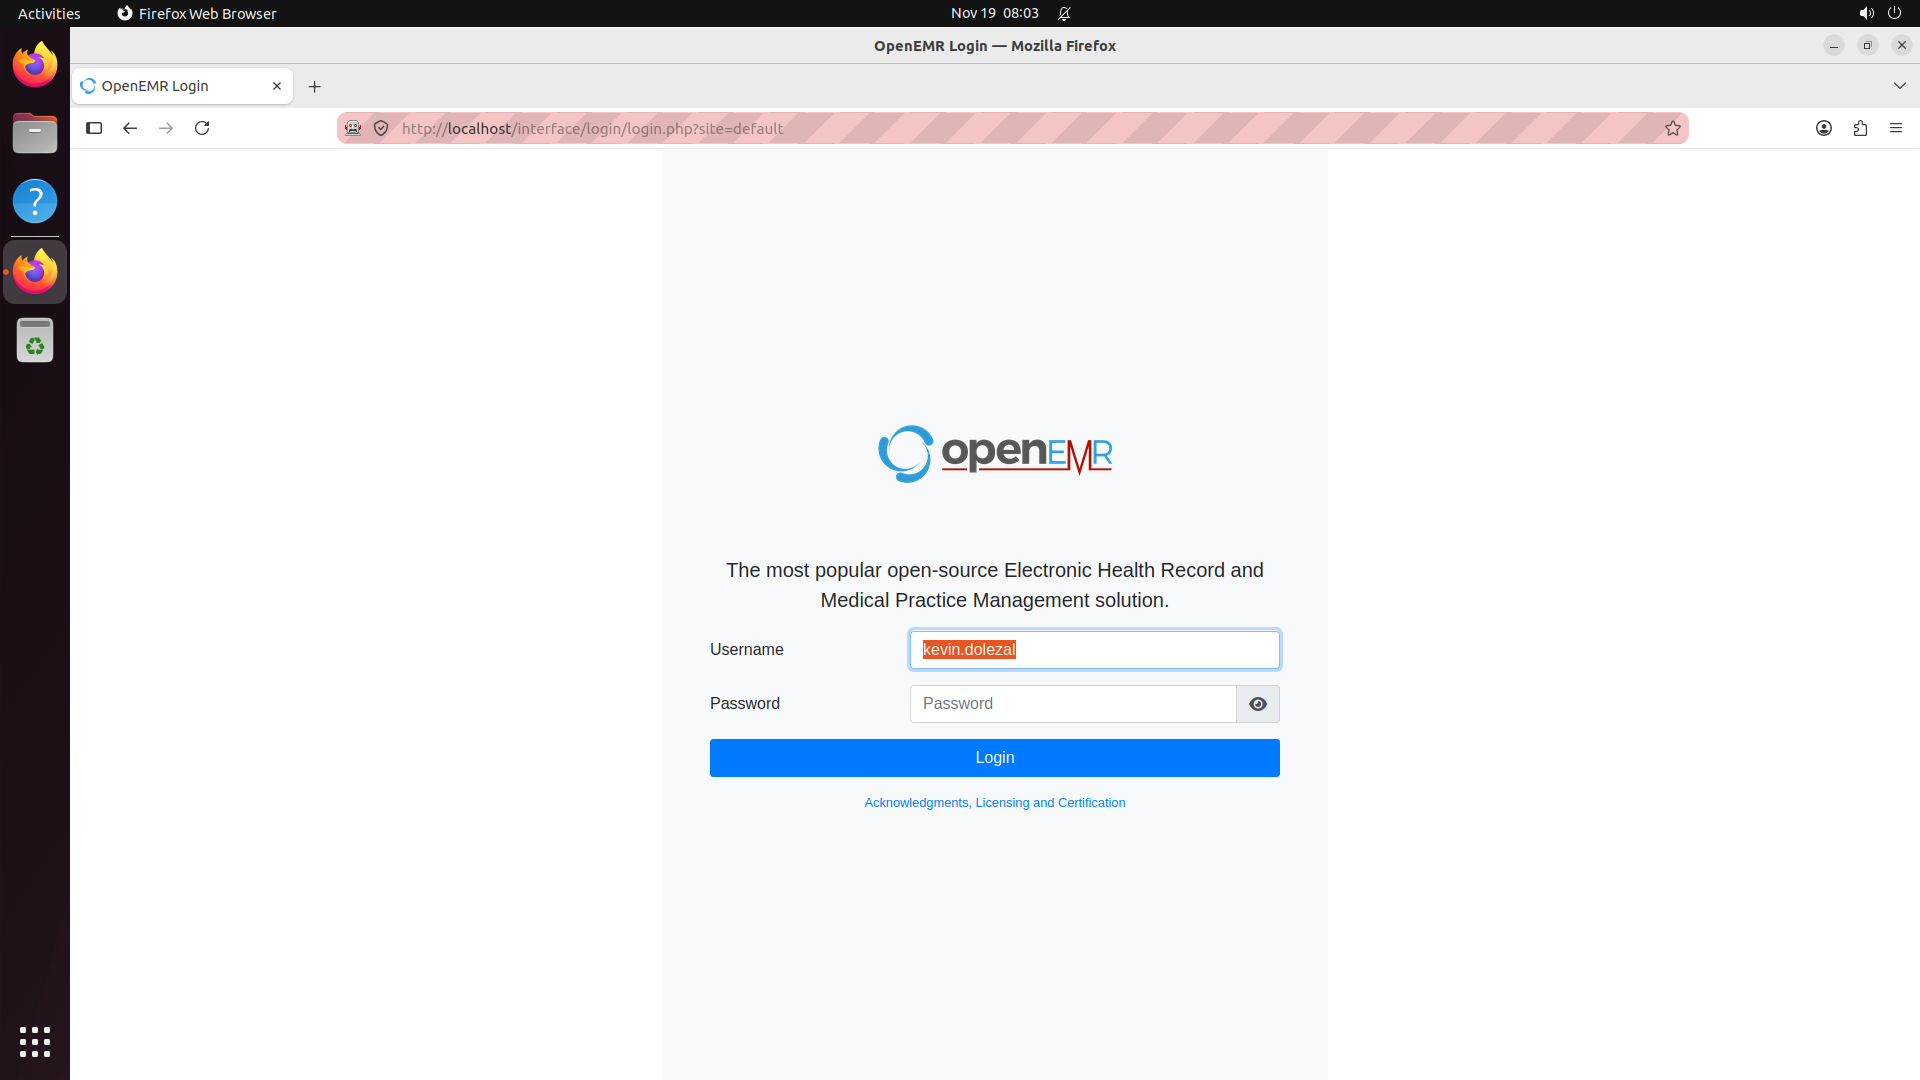 Activities
Firefox Web Browser
Nov 19 08:03
OpenEMR Login — Mozilla Firefox
OpenEMR Login
http://localhost/interface/login/login.php?site=default
openEMR
The most popular open-source Electronic Health Record and
Medical Practice Management solution.
Username
kevin.dolezal
Password
Password
Login
Acknowledgments, Licensing and Certification